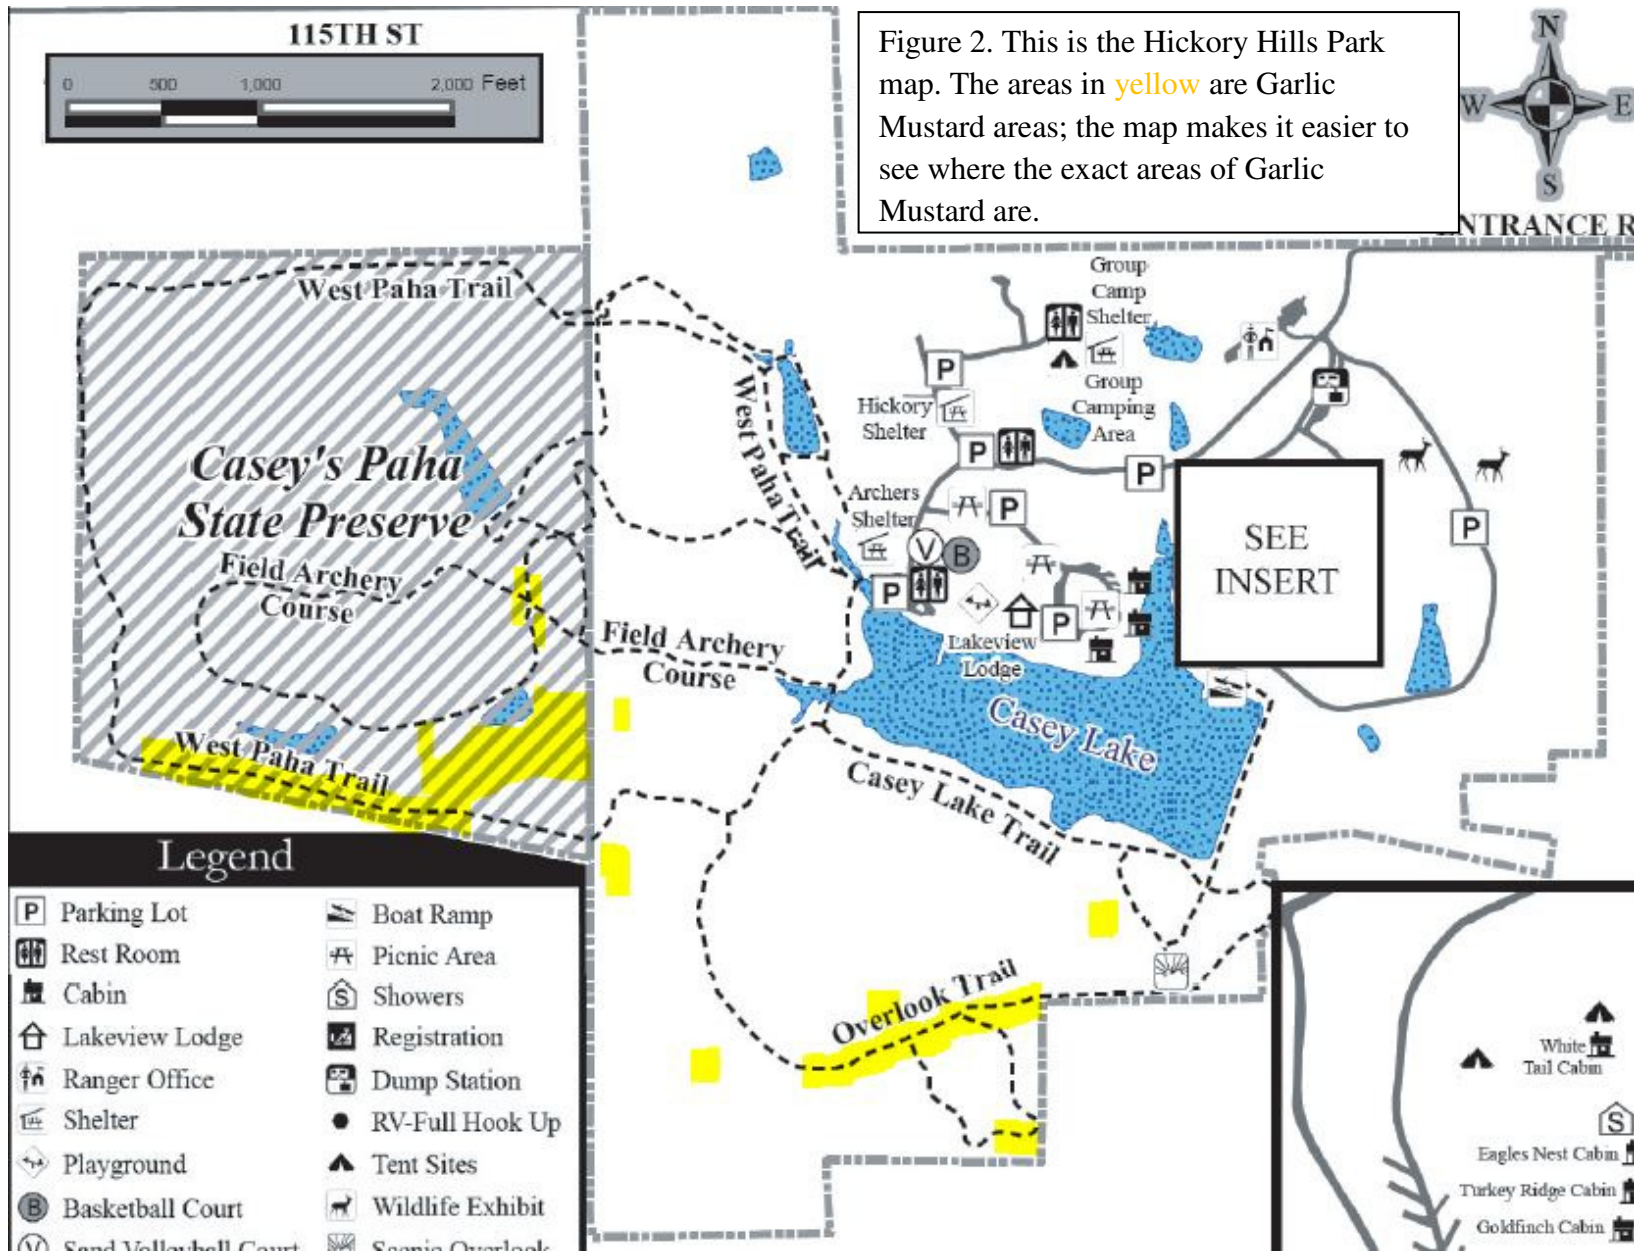 115TH ST
0 500 1,000 2,000 Feet
Figure 2. This is the Hickory Hills Park
map. The areas in yellow are Garlic
Mustard areas; the map makes it easier to
see where the exact areas of Garlic
Mustard are.
N
W E
S
ENTRANCE R
West Paha Trail
Group
Camp
Shelter
P
Group
Camping
Area
Hickory
Shelter
P
P
West Paha Trail
Casey's Paha
State Preserve
Archers
Shelter
P
V
B
P
SEE
INSERT
P
Field Archery
Course
P
Lakeview
Lodge
Field Archery
Course
Casey Lake
West Paha Trail
Casey Lake Trail
Overlook Trail
Legend
P Parking Lot
Rest Room
Cabin
Lakeview Lodge
Ranger Office
Shelter
Playground
B Basketball Court
V Sand Volleyball Court
Boat Ramp
Picnic Area
S Showers
Registration
Dump Station
RV-Full Hook Up
Tent Sites
Wildlife Exhibit
Scenic Overlook
White
Tail Cabin
S
Eagles Nest Cabin
Turkey Ridge Cabin
Goldfinch Cabin